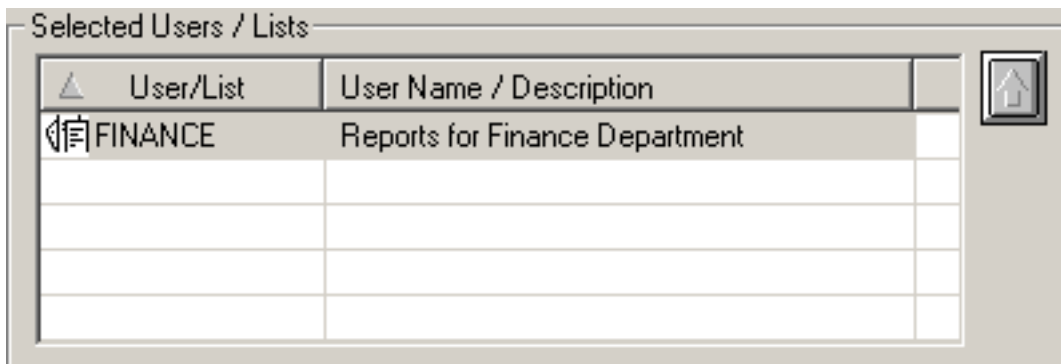 Selected Users / Lists
User/List User Name / Description
FINANCE Reports for Finance Department